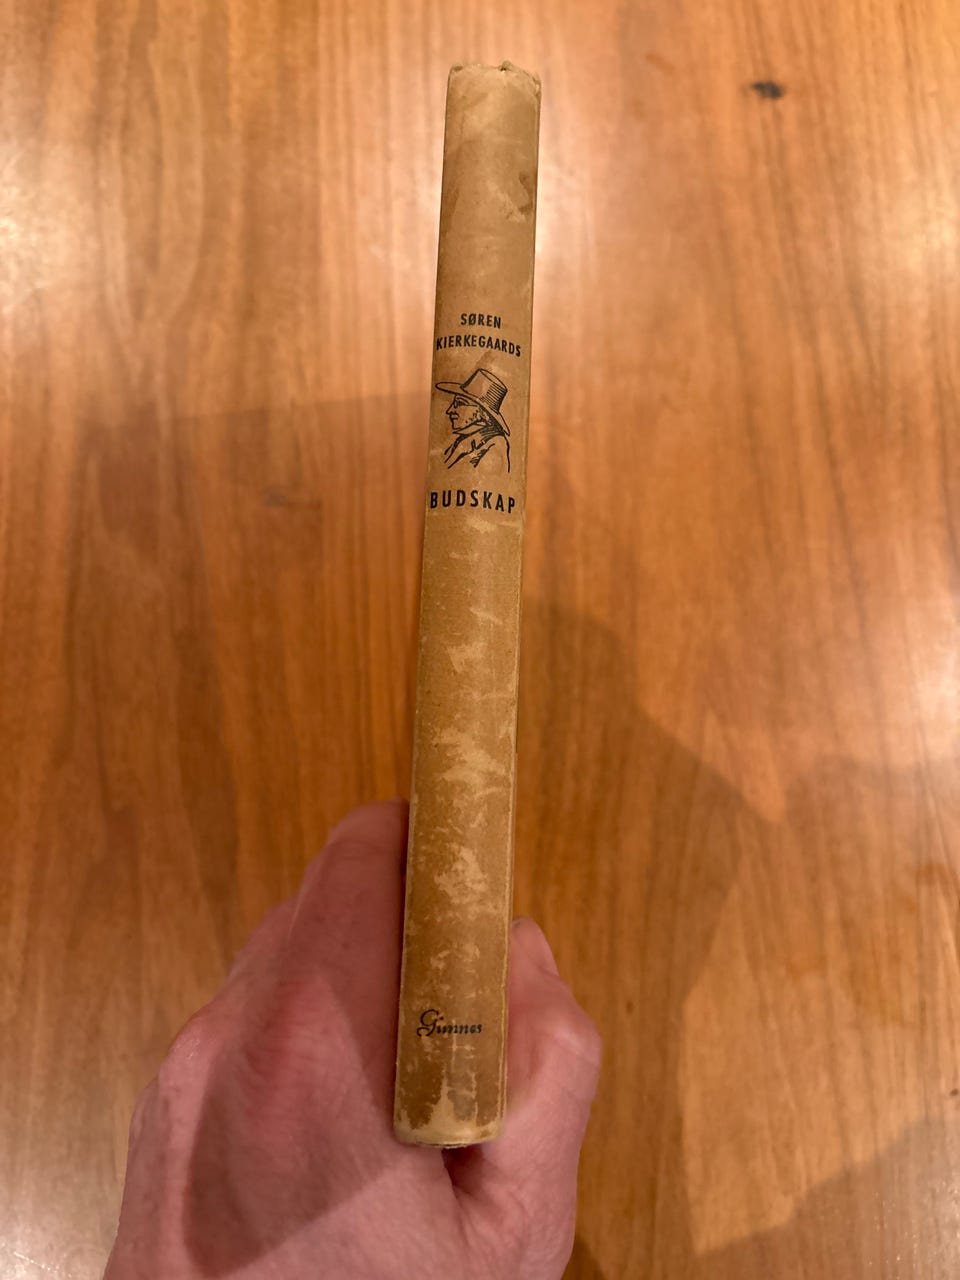 SØREN
KIERKEGAARDS
BUDSKAP
Gimnes